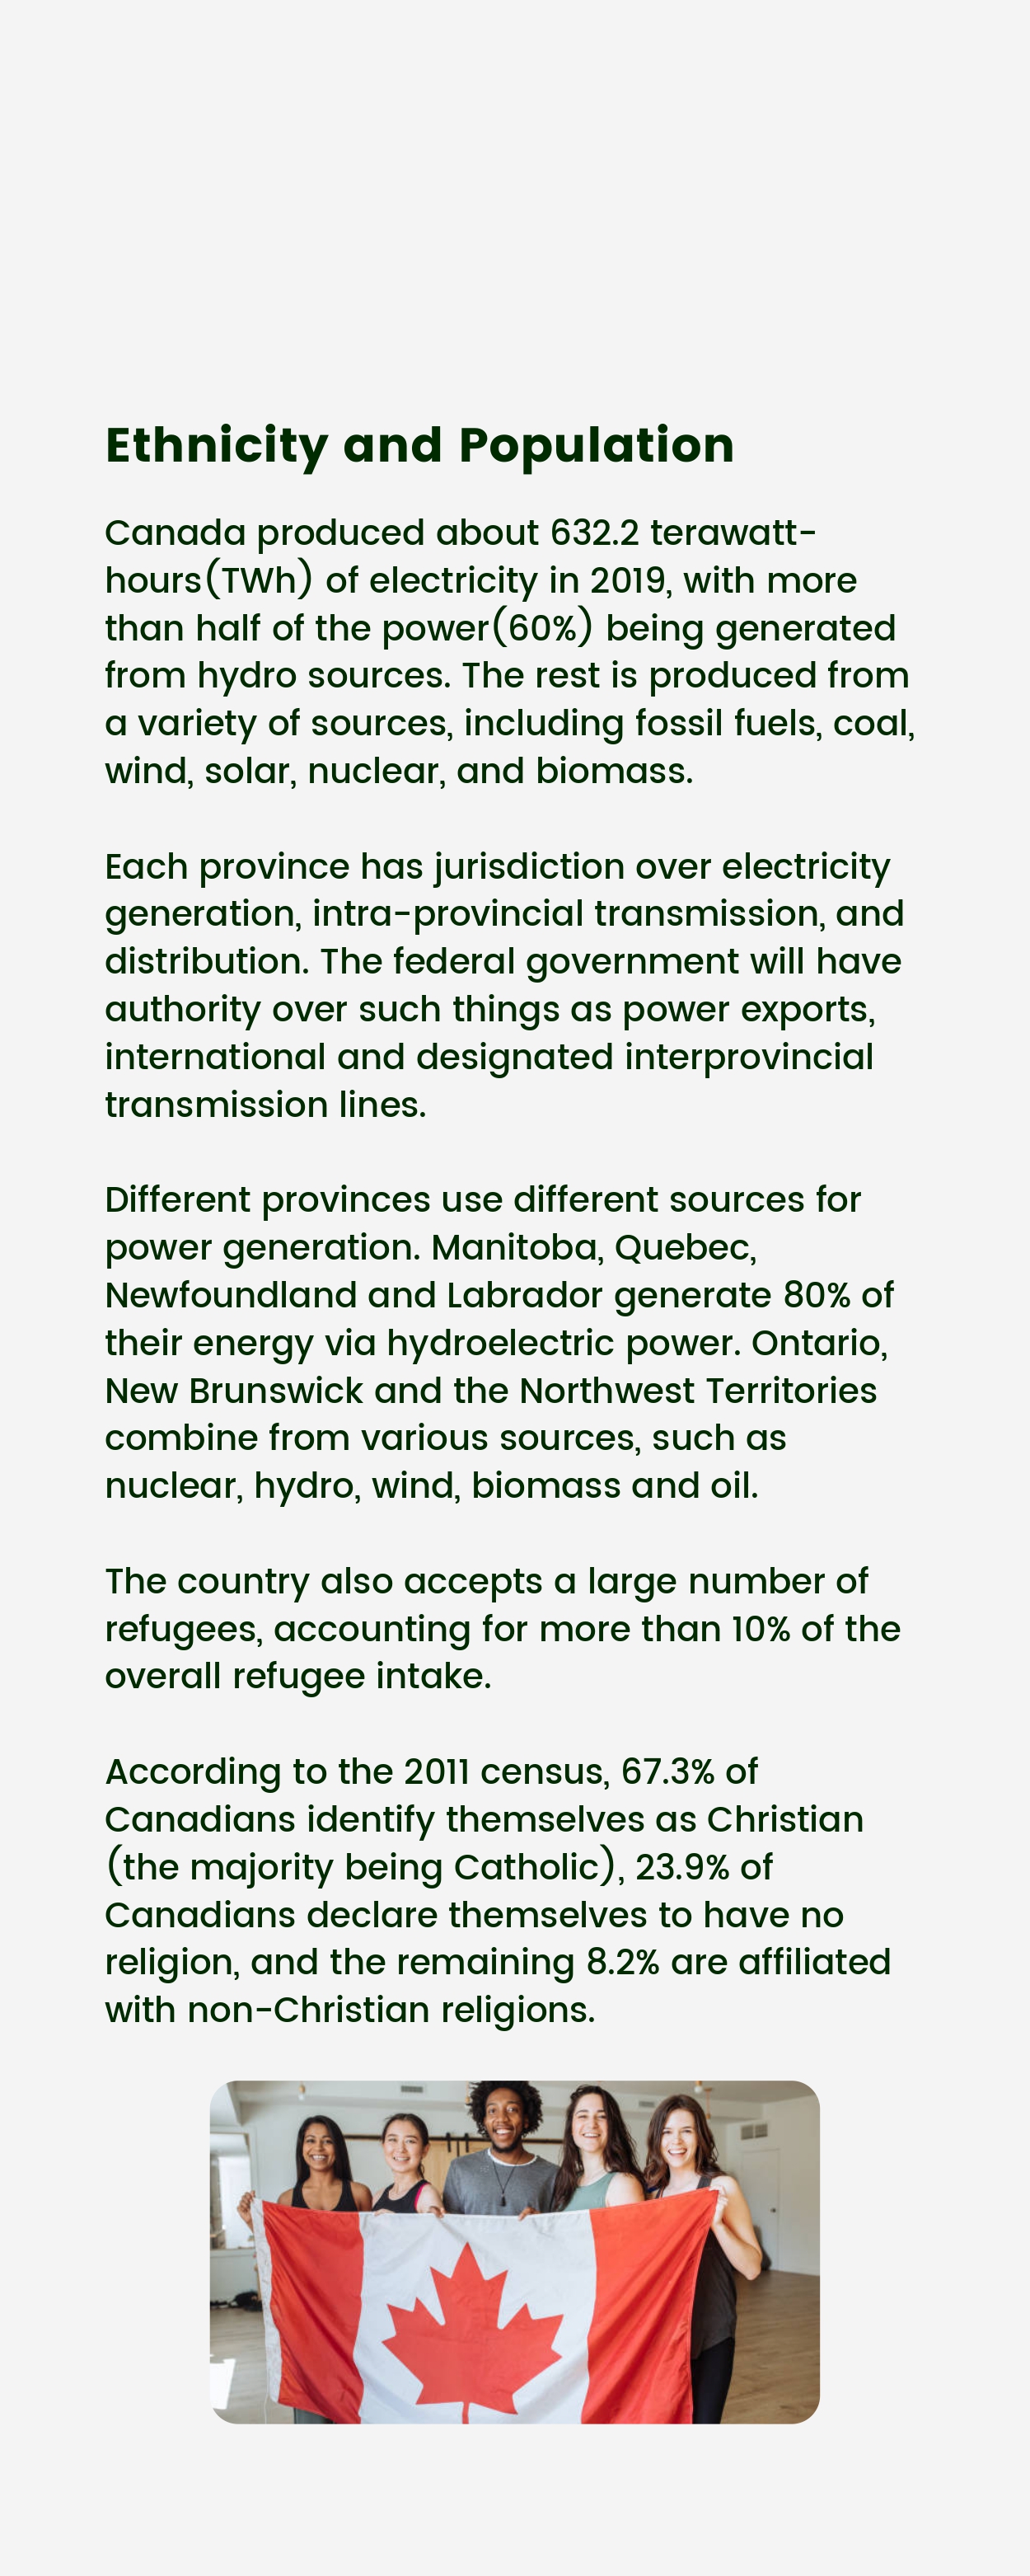 Ethnicity and Population
Canada produced about 632.2 terawatt-
hours(TWh) of electricity in 2019, with more
than half of the power(60%) being generated
from hydro sources. The rest is produced from
a variety of sources, including fossil fuels, coal,
wind, solar, nuclear, and biomass.
Each province has jurisdiction over electricity
generation, intra-provincial transmission, and
distribution. The federal government will have
authority over such things as power exports,
international and designated interprovincial
transmission lines.
Different provinces use different sources for
power generation. Manitoba, Quebec,
Newfoundland and Labrador generate 80% of
their energy via hydroelectric power. Ontario,
New Brunswick and the Northwest Territories
combine from various sources, such as
nuclear, hydro, wind, biomass and oil.
The country also accepts a large number of
refugees, accounting for more than 10% of the
overall refugee intake.
According to the 2011 census, 67.3% of
Canadians identify themselves as Christian
(the majority being Catholic), 23.9% of
Canadians declare themselves to have no
religion, and the remaining 8.2% are affiliated
with non-Christian religions.